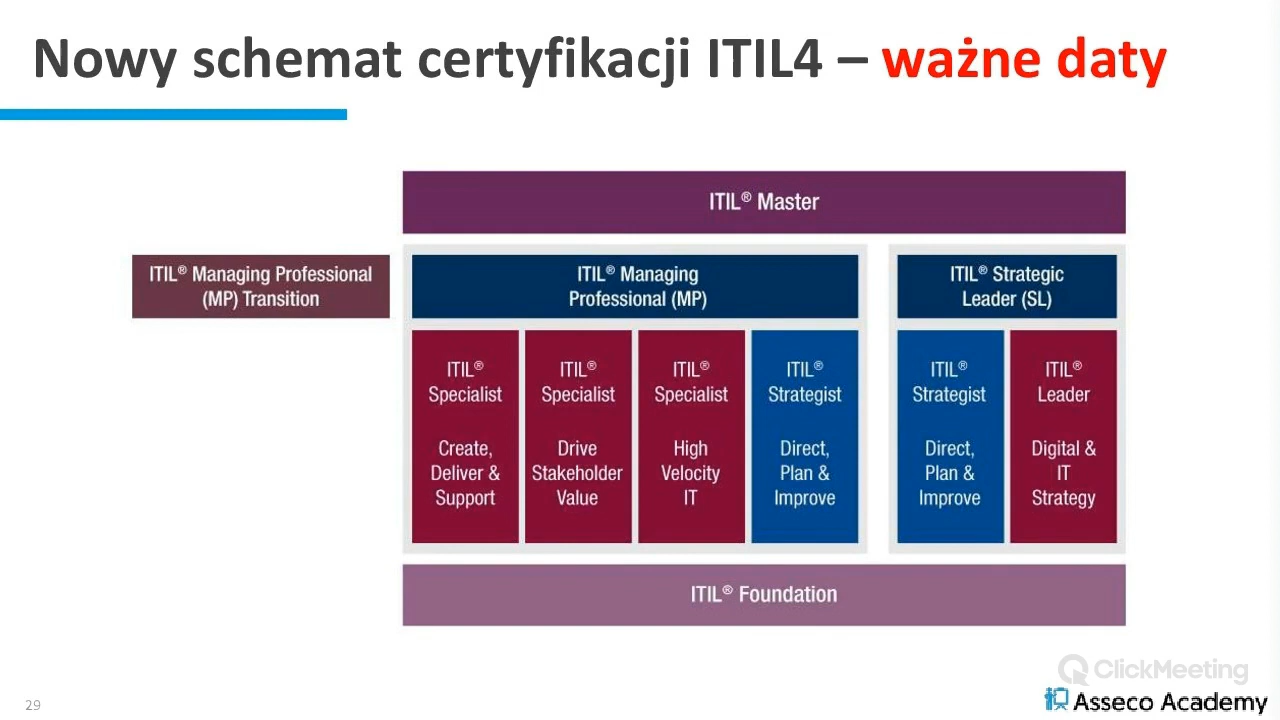 Nowy schemat certyfikacji ITIL4 – ważne daty
ITIL® Master
ITIL® Managing Professional
(MP) Transition
ITIL® Managing
Professional (MP)
ITIL® Strategic
Leader (SL)
ITIL®
Specialist
Create,
Deliver &
Support
ITIL®
Specialist
Drive
Stakeholder
Value
ITIL®
Specialist
High
Velocity
IT
ITIL®
Strategist
Direct,
Plan &
Improve
ITIL®
Strategist
Direct,
Plan &
Improve
ITIL®
Leader
Digital &
IT
Strategy
ITIL® Foundation
ClickMeeting
29
Asseco Academy